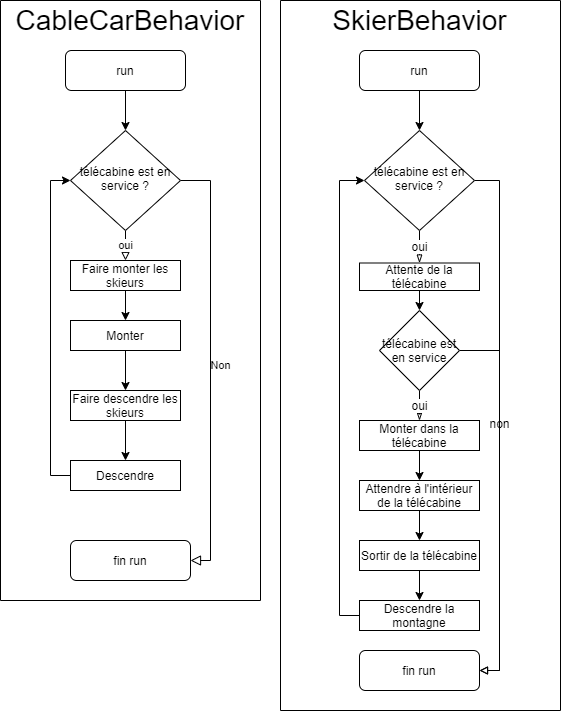 CableCarBehavior
run
télécabine est en
service ?
oui
Faire monter les
skieurs
Monter
Non
Faire descendre les
skieurs
Descendre
fin run
SkierBehavior
run
télécabine est en
service ?
oui
Attente de la
télécabine
télécabine est
en service
oui
non
Monter dans la
télécabine
Attendre à l'intérieur
de la télécabine
Sortir de la télécabine
Descendre la
montagne
fin run